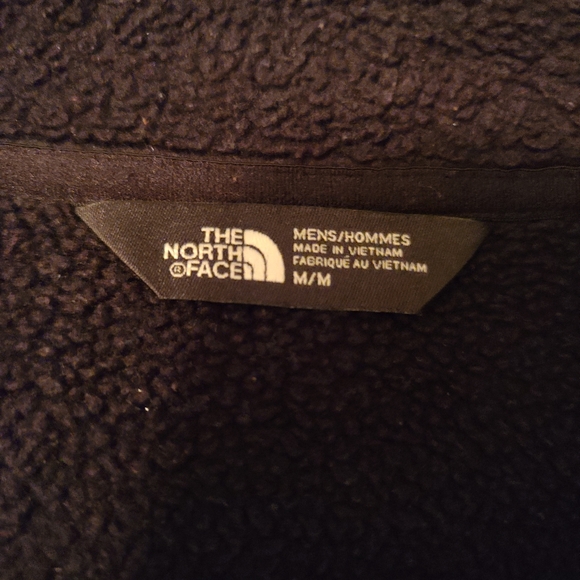 THE
NORTH
®FACE
MENS/HOMMES
MADE IN VIETNAM
FABRIQUÉ AU VIETNAM
M/M